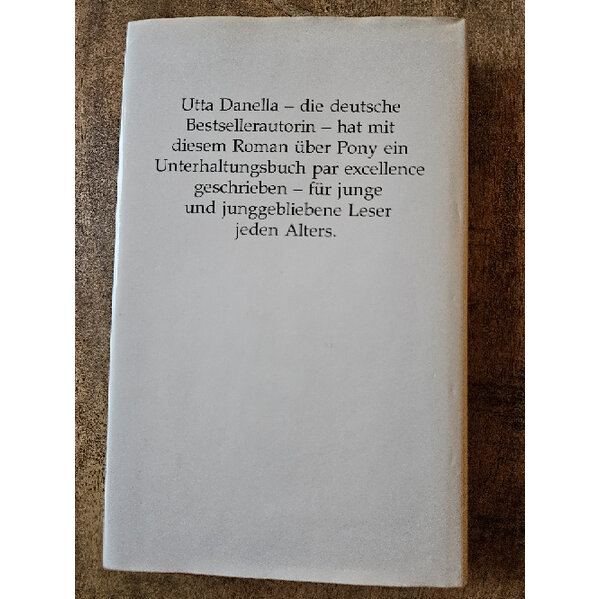 Utta Danella – die deutsche
Bestsellerautorin – hat mit
diesem Roman über Pony ein
Unterhaltungsbuch par excellence
geschrieben – für junge
und junggebliebene Leser
jeden Alters.